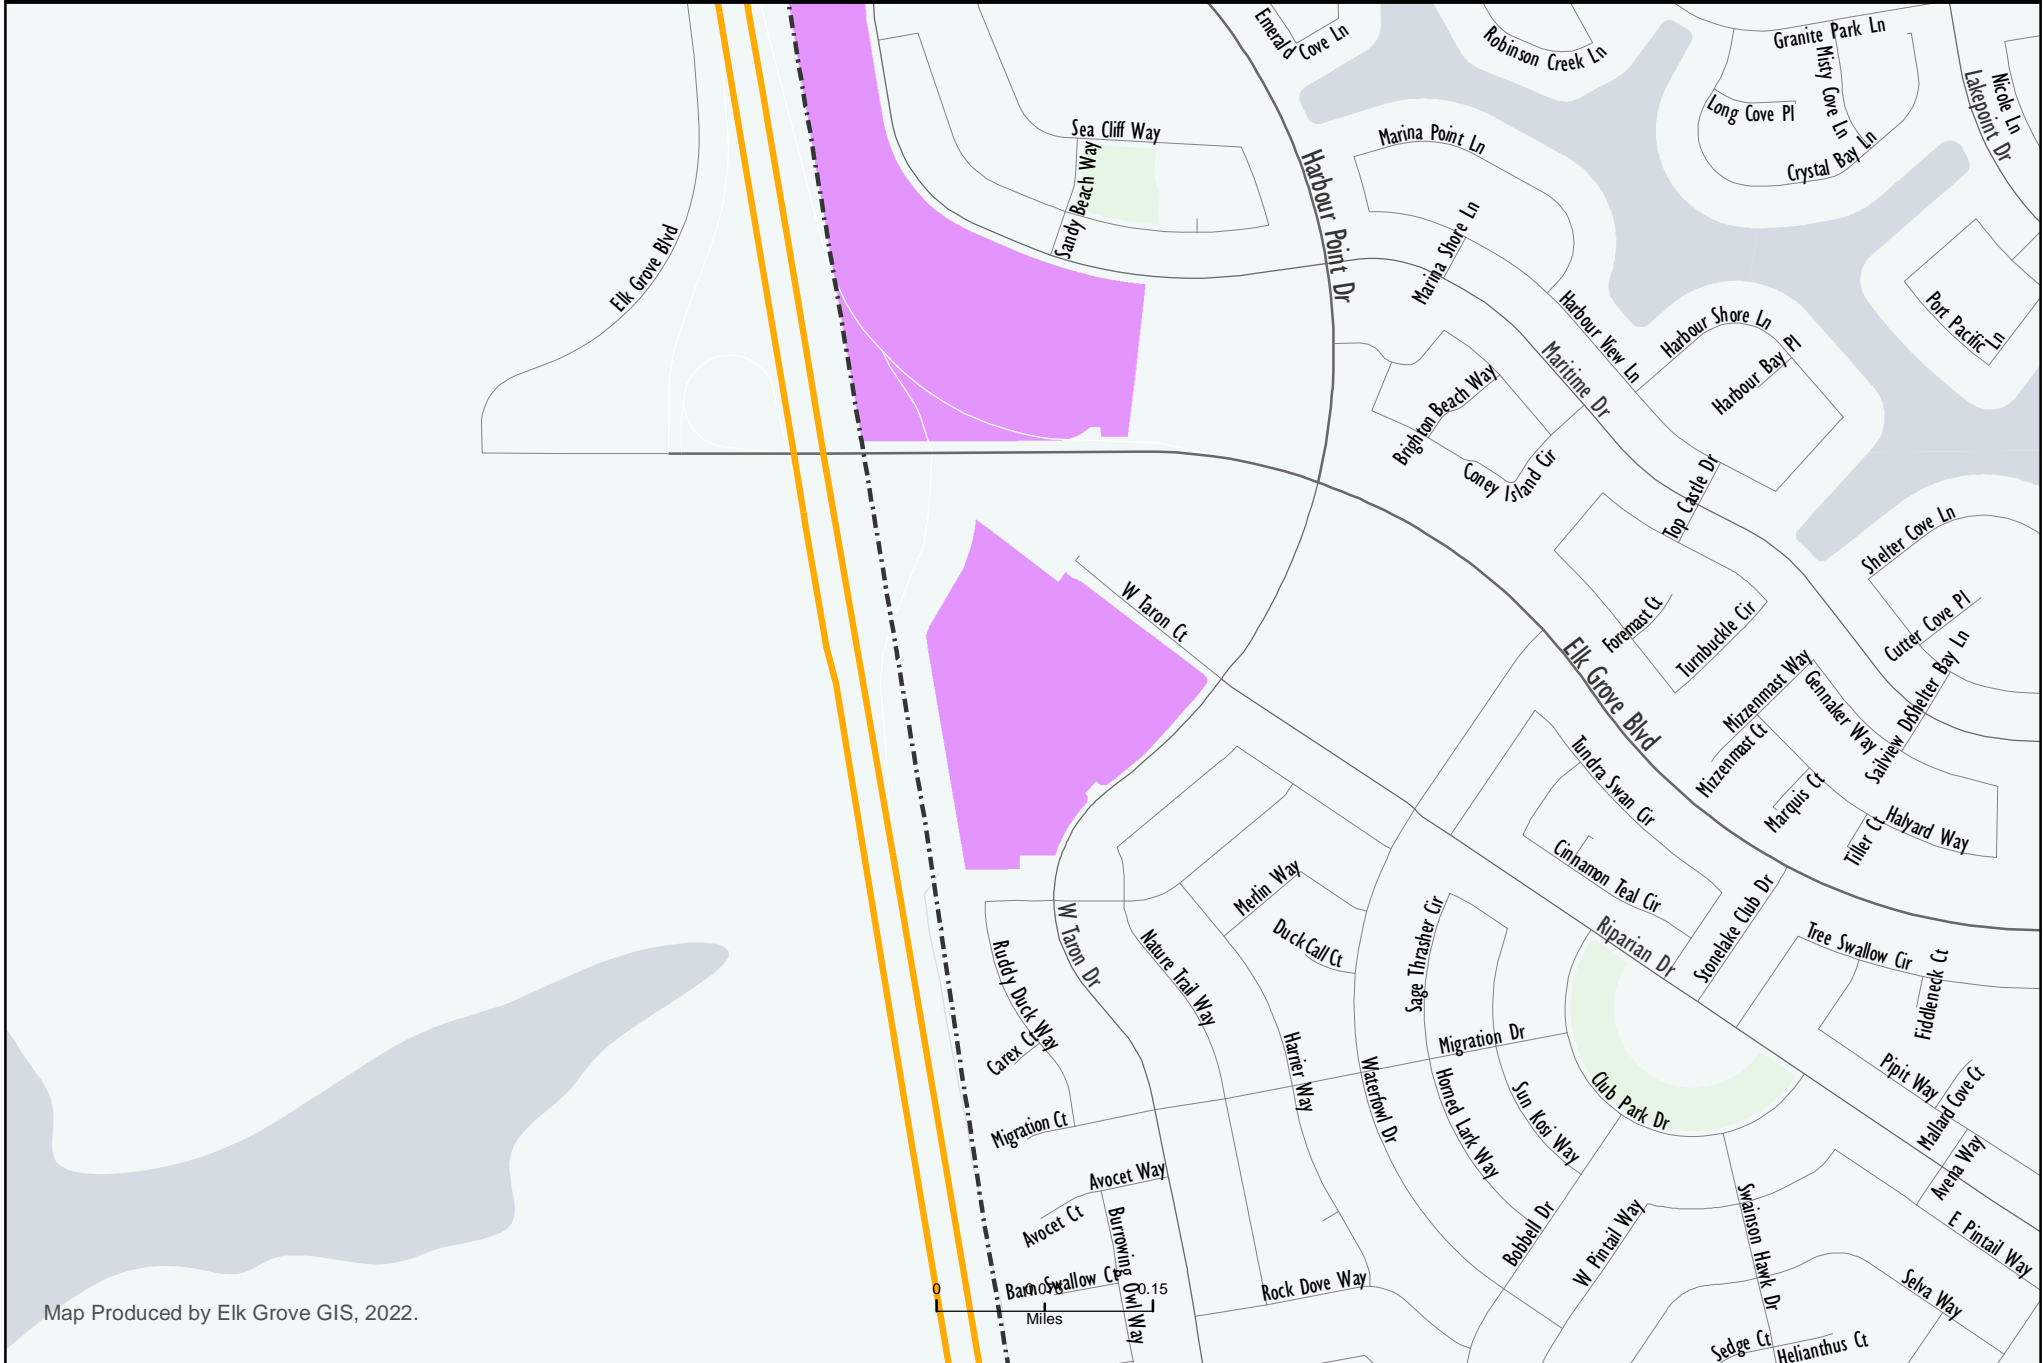 Emerald Cove Ln
Robinson Creek Ln
Granite Park Ln
Misty Cove Ln
Long Cove Pl
Crystal Bay Ln
Lakepoint Dr
Nicole Ln
Sea Cliff Way
Sandy Beach Way
Harbour Point Dr
Marina Point Ln
Marina Shore Ln
Elk Grove Blvd
Harbour View Ln
Harbour Shore Ln
Harbour Bay Pl
Port Pacific Ln
Maritime Dr
Brighton Beach Way
Coney Island Cir
Top Castle Dr
Shelter Cove Ln
Cutter Cove Pl
Shelter Bay Ln
Sailview Dr
W Taron Ct
Foremast Ct
Turnbuckle Cir
Elk Grove Blvd
Mizzenmast Way
Mizzenmast Ct
Gennaker Way
Marquis Ct
Tiller Ct
Halyard Way
Tundra Swan Cir
Cinnamon Teal Cir
Stonelake Club Dr
Riparian Dr
Tree Swallow Cir
Fiddleneck Ct
Merlin Way
Duck Call Ct
Sage Thrasher Cir
W Taron Dr
Nature Trail Way
Ruddy Duck Way
Carex Ct
Migration Ct
Harrier Way
Waterfowl Dr
Migration Dr
Horned Lark Way
Sun Kosi Way
Club Park Dr
Pipit Way
Mallard Cove Ct
Avena Way
E Pintail Way
Avocet Way
Avocet Ct
Burrowing Owl Way
Barn Swallow Ct
Rock Dove Way
Bobbell Dr
W Pintail Way
Swainson Hawk Dr
Selva Way
Sedge Ct
Helianthus Ct
0 0.075 0.15
Miles
Map Produced by Elk Grove GIS, 2022.